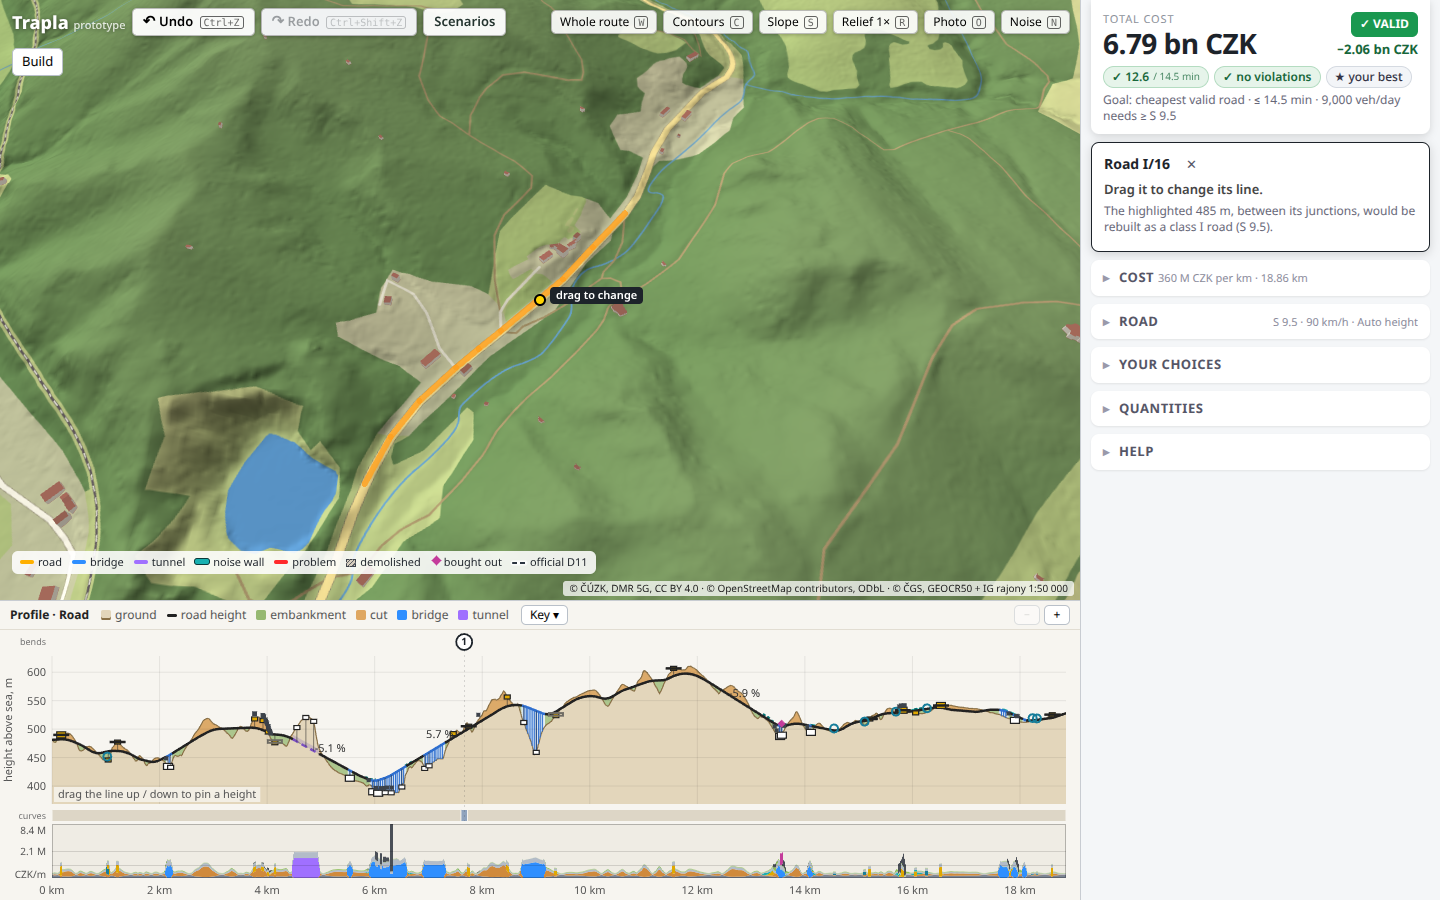 Trapla prototype
↶ Undo Ctrl+Z
↷ Redo Ctrl+Shift+Z
Scenarios
Whole route W
Contours C
Slope S
Relief 1× R
Photo O
Noise N
Build
drag to change
road
bridge
tunnel
noise wall
problem
demolished
bought out
official D11
© ČÚZK, DMR 5G, CC BY 4.0 · © OpenStreetMap contributors, ODbL · © ČGS, GEOCR50 + IG rajony 1:50 000
TOTAL COST
✓ VALID
6.79 bn CZK
−2.06 bn CZK
✓ 12.6 / 14.5 min
✓ no violations
★ your best
Goal: cheapest valid road · ≤ 14.5 min · 9,000 veh/day
needs ≥ S 9.5
Road I/16 ×
Drag it to change its line.
The highlighted 485 m, between its junctions, would be
rebuilt as a class I road (S 9.5).
▶ COST 360 M CZK per km · 18.86 km
▶ ROAD S 9.5 · 90 km/h · Auto height
▶ YOUR CHOICES
▶ QUANTITIES
▶ HELP
Profile · Road
ground
road height
embankment
cut
bridge
tunnel
Key ▾
−
+
bends
1
height above sea, m
600
550
500
450
400
5.1 %
5.7 %
5.9 %
drag the line up / down to pin a height
curves
8.4 M
2.1 M
CZK/m
0 km
2 km
4 km
6 km
8 km
10 km
12 km
14 km
16 km
18 km